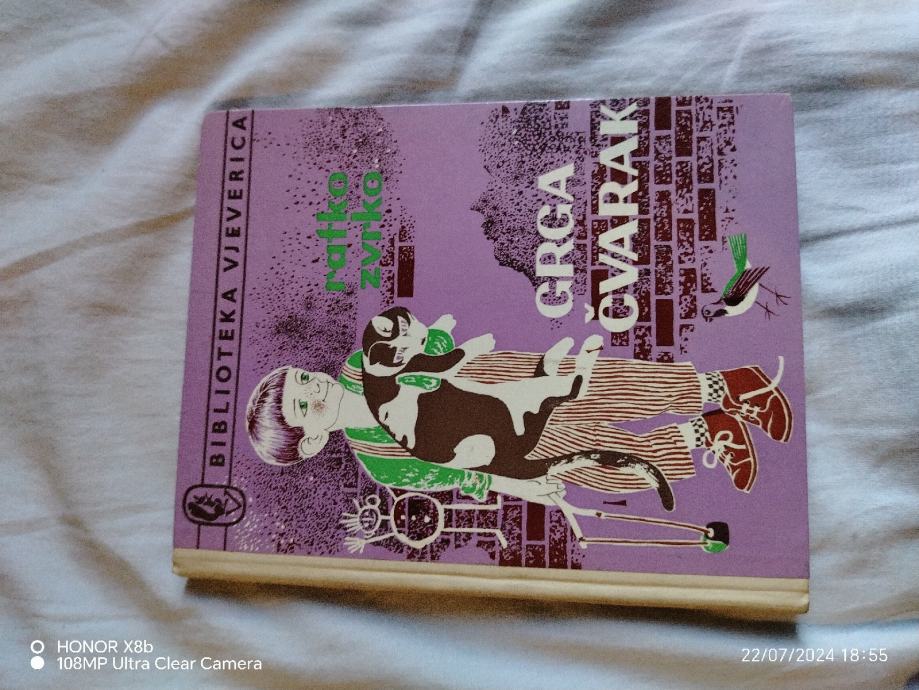 BIBLIOTEKA VJEVERICA
ratko
zvrko
GRGA
ČVARAK
HONOR X8b
108MP Ultra Clear Camera
22/07/2024 18:55